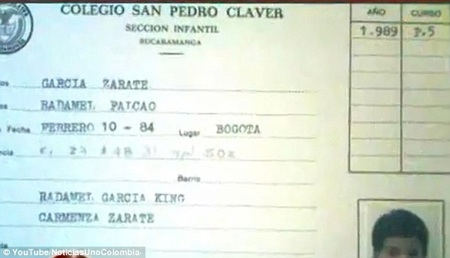 COLEGIO SAN PEDRO CLAVER
SECCION INFANTIL
BUCARAMANGA
AÑO CURSO
1.989 P.5
GARCIA ZARATE
RADAMEL FALCAO
Fecha FEBRERO 10 - 84 Lugar BOGOTA
Barrio
RADAMEL GARCIA KING
CARMENZA ZARATE
© YouTube/NoticiasUnoColombia